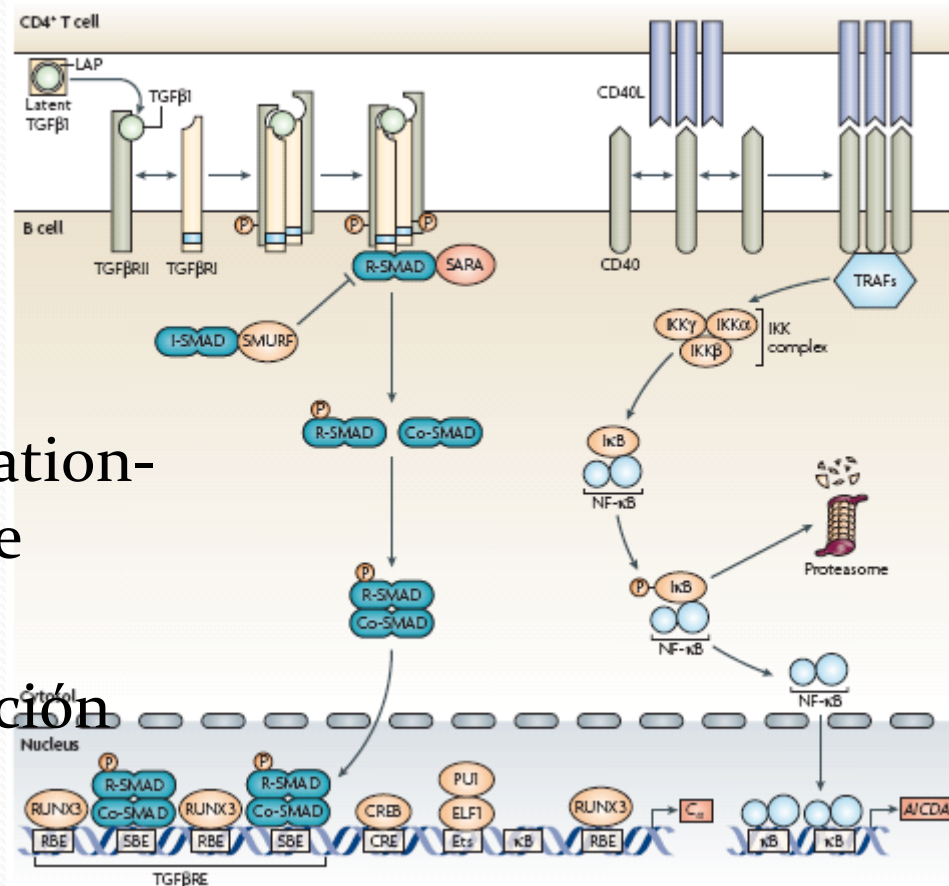 CD4⁺ T cell
LAP
Latent
TGFβ1
TGFβ1
CD40L
B cell
P
P
P
TGFβRII
TGFβRI
R-SMAD
SARA
CD40
TRAFs
I-SMAD
SMURF
IKKγ
IKKα
IKKβ
IKK
complex
P
R-SMAD
Co-SMAD
IκB
NF-κB
ation-
e
Proteasome
P
R-SMAD
Co-SMAD
P
IκB
NF-κB
ción
Cytosol
NF-κB
Nucleus
P
R-SMAD
Co-SMAD
P
R-SMAD
Co-SMAD
RUNX3
RUNX3
CREB
PU1
ELF1
RUNX3
Cα
AICDA
RBE
SBE
RBE
SBE
CRE
Ets
κB
RBE
κB
κB
TGFβRE